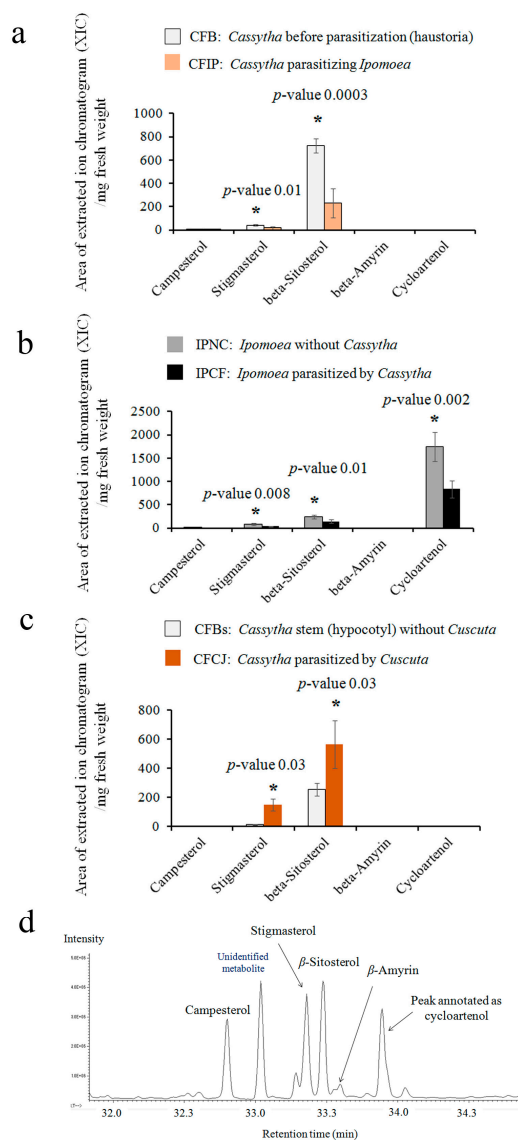 a
CFB: Cassytha before parasitization (haustoria)
CFIP: Cassytha parasitizing Ipomoea
p-value 0.0003
Area of extracted ion chromatogram (XIC)
/mg fresh weight
1000
800
600
400
200
0
p-value 0.01
*
*
Campesterol
Stigmasterol
beta-Sitosterol
beta-Amyrin
Cycloartenol
b
IPNC: Ipomoea without Cassytha
IPCF: Ipomoea parasitized by Cassytha
p-value 0.002
Area of extracted ion chromatogram (XIC)
/mg fresh weight
2500
2000
1500
1000
500
0
p-value 0.008
*
p-value 0.01
*
*
Campesterol
Stigmasterol
beta-Sitosterol
beta-Amyrin
Cycloartenol
c
CFBs: Cassytha stem (hypocotyl) without Cuscuta
CFCJ: Cassytha parasitized by Cuscuta
p-value 0.03
Area of extracted ion chromatogram (XIC)
/mg fresh weight
800
600
400
200
0
p-value 0.03
*
*
Campesterol
Stigmasterol
beta-Sitosterol
beta-Amyrin
Cycloartenol
d
Intensity
Stigmasterol
Unidentified
metabolite
β-Sitosterol
β-Amyrin
Campesterol
Peak annotated as
cycloartenol
32.0 32.5 33.0 33.3 34.0 34.3
Retention time (min)